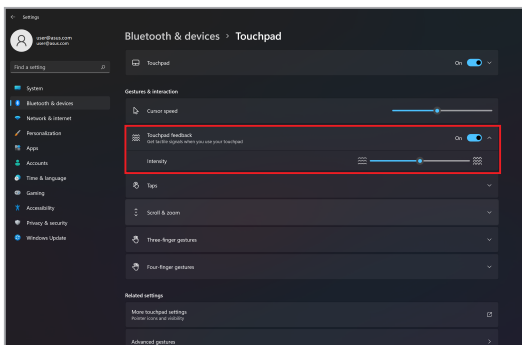 Settings
user@asus.com
user@asus.com
Find a setting
System
Bluetooth & devices
Network & internet
Personalization
Apps
Accounts
Time & language
Gaming
Accessibility
Privacy & security
Windows Update
Bluetooth & devices > Touchpad
Touchpad
On
Gestures & interaction
Cursor speed
Touchpad feedback
Get tactile signals when you use your touchpad
On
Intensity
Taps
Scroll & zoom
Three-finger gestures
Four-finger gestures
Related settings
More touchpad settings
Pointer icons and visibility
Advanced gestures